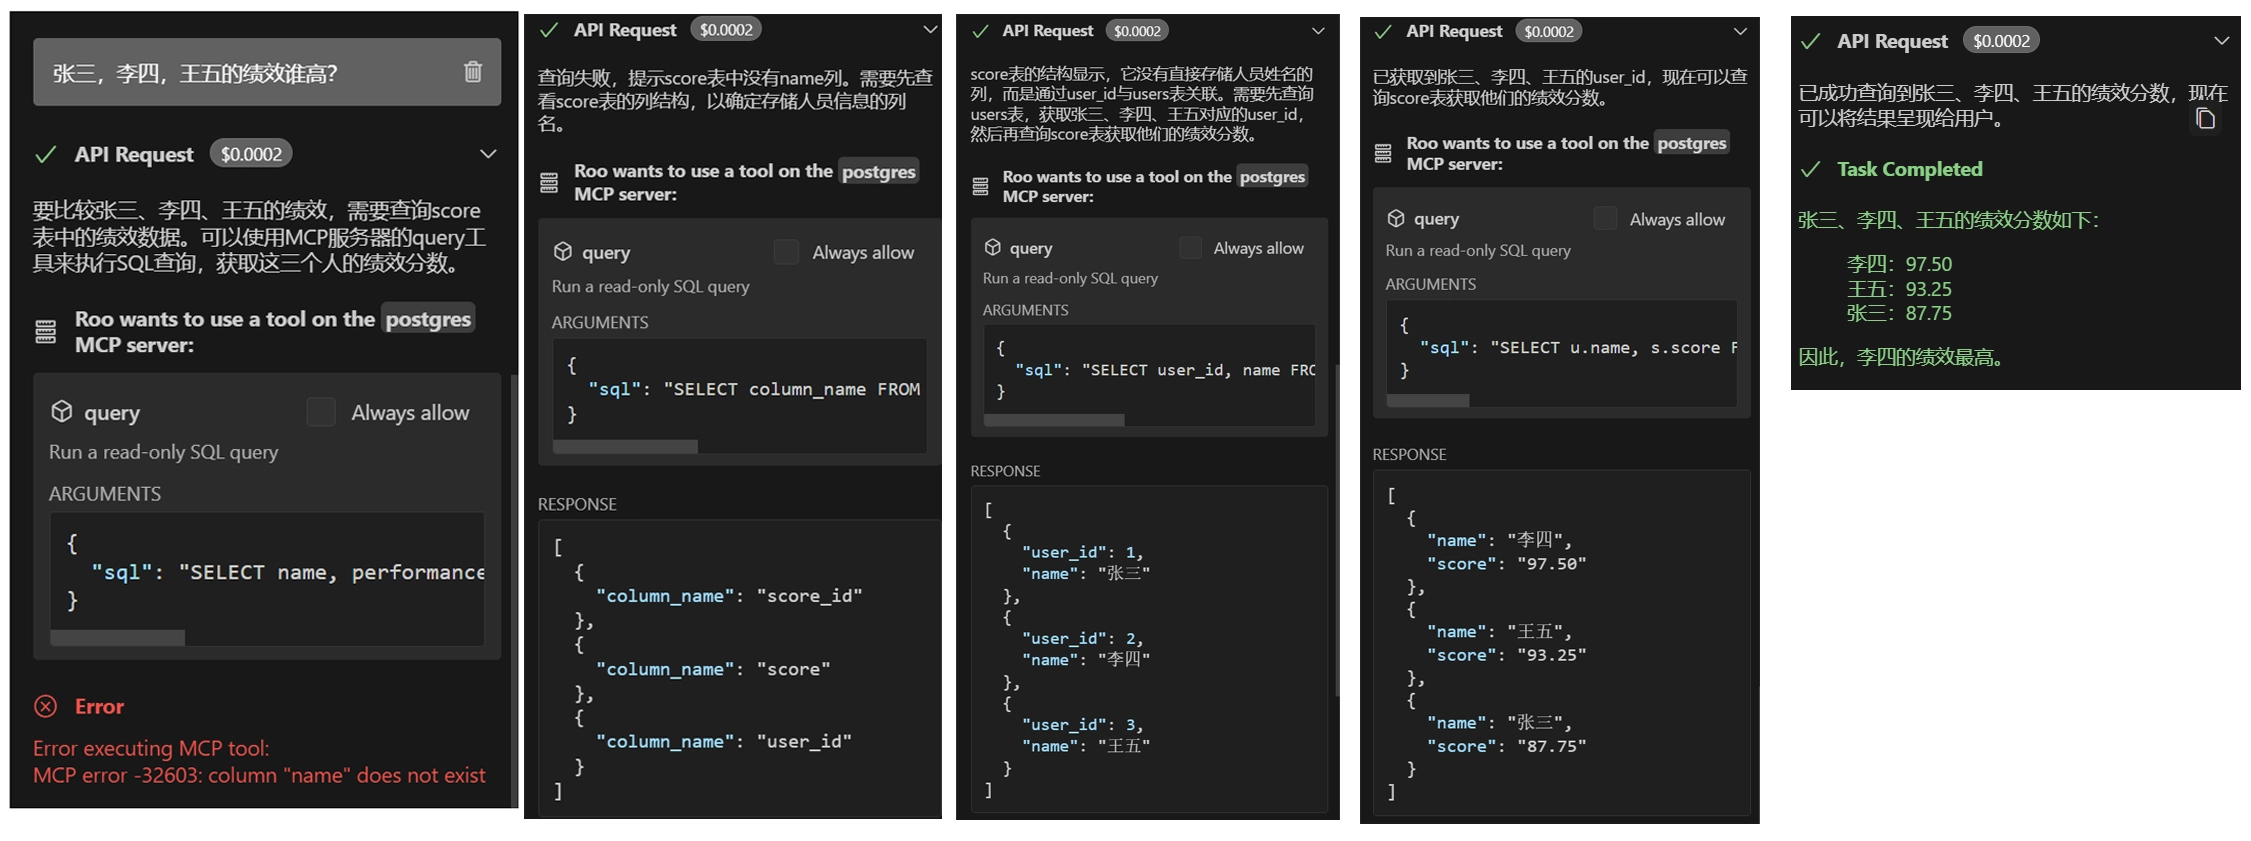 张三，李四，王五的绩效谁高？
API Request $0.0002
要比较张三、李四、王五的绩效，需要查询score
表中的绩效数据。可以使用MCP服务器的query工
具来执行SQL查询，获取这三个人的绩效分数。
Roo wants to use a tool on the postgres
MCP server:
query Always allow
Run a read-only SQL query
ARGUMENTS
{
"sql": "SELECT name, performance
}
Error
Error executing MCP tool:
MCP error -32603: column "name" does not exist
API Request $0.0002
查询失败，提示score表中没有name列。需要先查
看score表的列结构，以确定存储人员信息的列
名。
Roo wants to use a tool on the postgres
MCP server:
query Always allow
Run a read-only SQL query
ARGUMENTS
{
"sql": "SELECT column_name FROM
}
RESPONSE
[
{
"column_name": "score_id"
},
{
"column_name": "score"
},
{
"column_name": "user_id"
}
]
API Request $0.0002
score表的结构显示，它没有直接存储人员姓名的
列，而是通过user_id与users表关联。需要先查询
users表，获取张三、李四、王五对应的user_id，
然后再查询score表获取他们的绩效分数。
Roo wants to use a tool on the postgres
MCP server:
query Always allow
Run a read-only SQL query
ARGUMENTS
{
"sql": "SELECT user_id, name FRO
}
RESPONSE
[
{
"user_id": 1,
"name": "张三"
},
{
"user_id": 2,
"name": "李四"
},
{
"user_id": 3,
"name": "王五"
}
]
API Request $0.0002
已获取到张三、李四、王五的user_id，现在可以查
询score表获取他们的绩效分数。
Roo wants to use a tool on the postgres
MCP server:
query Always allow
Run a read-only SQL query
ARGUMENTS
{
"sql": "SELECT u.name, s.score F
}
RESPONSE
[
{
"name": "李四",
"score": "97.50"
},
{
"name": "王五",
"score": "93.25"
},
{
"name": "张三",
"score": "87.75"
}
]
API Request $0.0002
已成功查询到张三、李四、王五的绩效分数，现在
可以将结果呈现给用户。
Task Completed
张三、李四、王五的绩效分数如下：
李四：97.50
王五：93.25
张三：87.75
因此，李四的绩效最高。